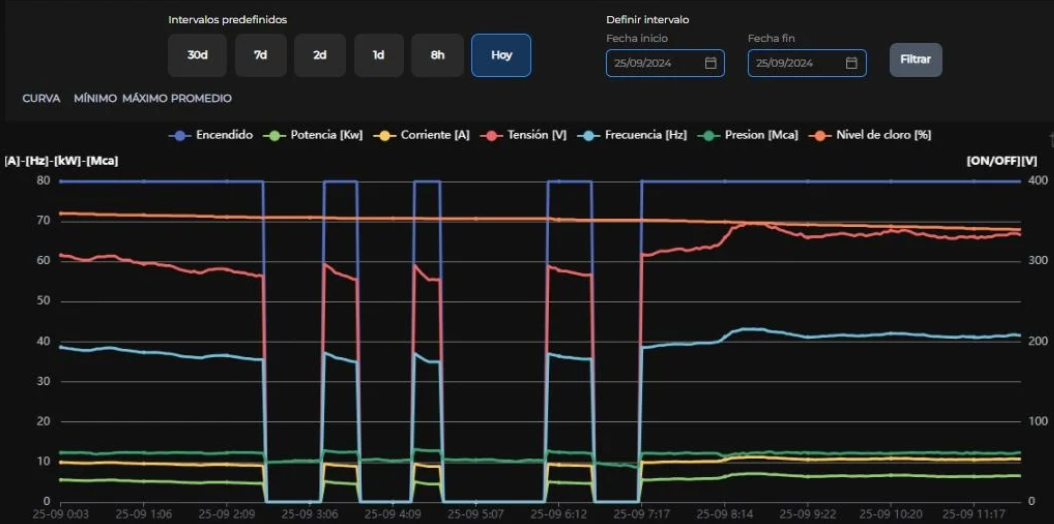 Intervalos predefinidos
Definir intervalo
Fecha inicio
Fecha fin
30d
7d
2d
1d
8h
Hoy
25/09/2024
25/09/2024
Filtrar
CURVA MÍNIMO MÁXIMO PROMEDIO
Encendido Potencia [Kw] Corriente [A] Tensión [V] Frecuencia [Hz] Presion [Mca] Nivel de cloro [%]
[A]-[Hz]-[kW]-[Mca]
[ON/OFF][V]
80
400
70
60
300
50
40
200
30
20
100
10
0
0
25-09 0:03 25-09 1:06 25-09 2:09 25-09 3:06 25-09 4:09 25-09 5:07 25-09 6:12 25-09 7:17 25-09 8:14 25-09 9:22 25-09 10:20 25-09 11:17